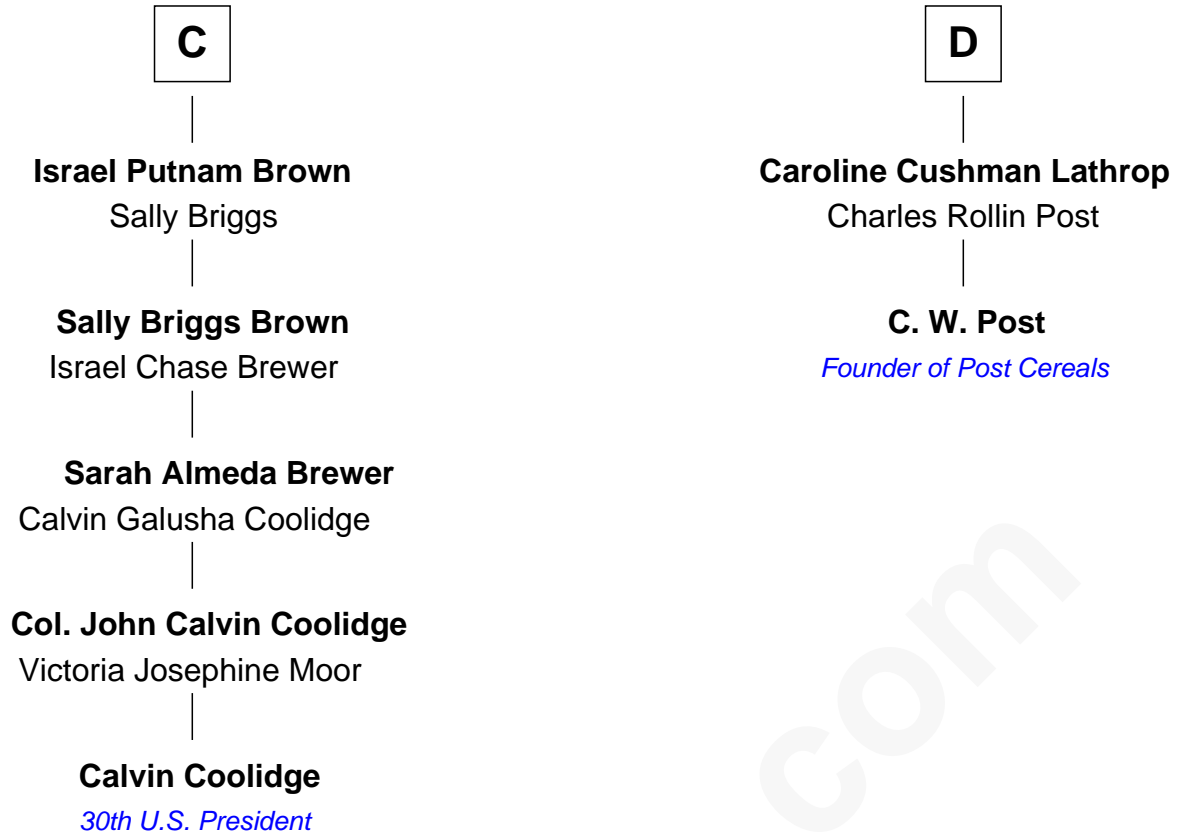 C
Israel Putnam Brown
Sally Briggs
Sally Briggs Brown
Israel Chase Brewer
Sarah Almeda Brewer
Calvin Galusha Coolidge
Col. John Calvin Coolidge
Victoria Josephine Moor
Calvin Coolidge
30th U.S. President
D
Caroline Cushman Lathrop
Charles Rollin Post
C. W. Post
Founder of Post Cereals
com